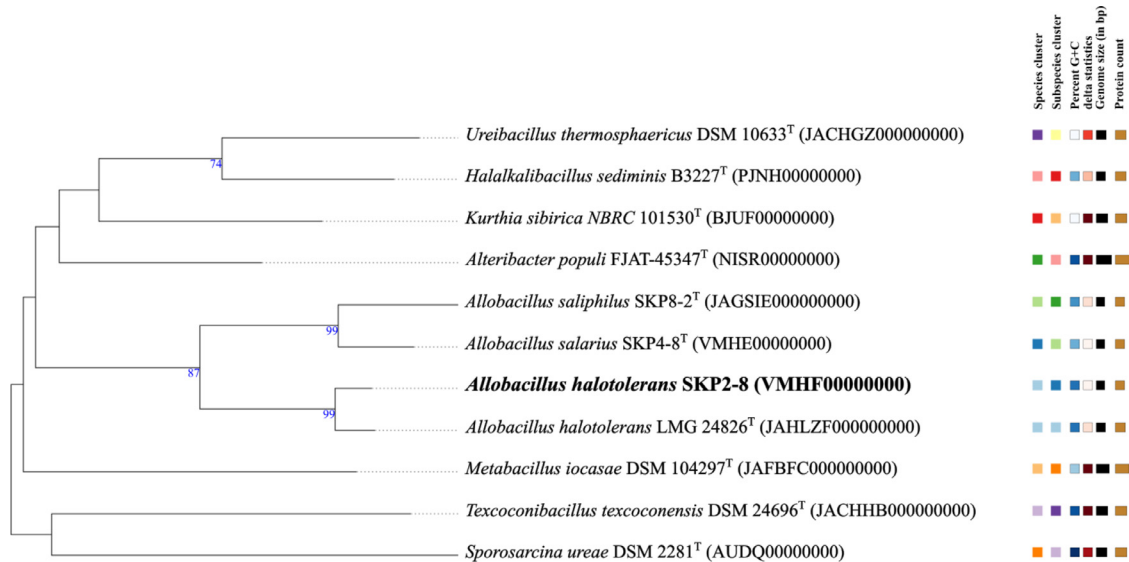 Species cluster
Subspecies cluster
Percent G+C
delta statistics
Genome size (in bp)
Protein count
Ureibacillus thermosphaericus DSM 10633ᵀ (JACHGZ000000000)
74
Halalkalibacillus sediminis B3227ᵀ (PJNH00000000)
Kurthia sibirica NBRC 101530ᵀ (BJUF00000000)
Alteribacter populi FJAT-45347ᵀ (NISR00000000)
Allobacillus saliphilus SKP8-2ᵀ (JAGSIE000000000)
99
Allobacillus salarius SKP4-8ᵀ (VMHE00000000)
87
Allobacillus halotolerans SKP2-8 (VMHF00000000)
99
Allobacillus halotolerans LMG 24826ᵀ (JAHLZF000000000)
Metabacillus iocasae DSM 104297ᵀ (JAFBFC000000000)
Texcoconibacillus texcoconensis DSM 24696ᵀ (JACHHB000000000)
Sporosarcina ureae DSM 2281ᵀ (AUDQ00000000)